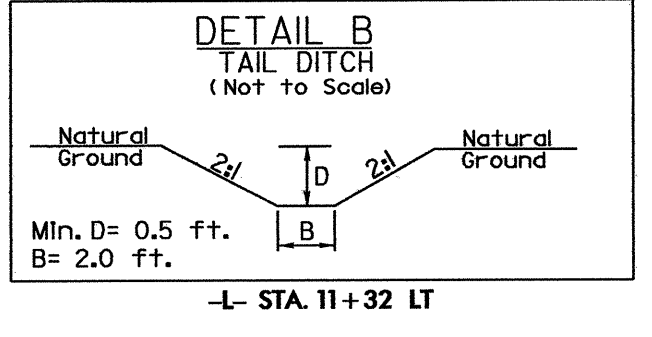 DETAIL B
TAIL DITCH
(Not to Scale)
Natural
Ground
2:1
D
2:1
Natural
Ground
B
Min. D= 0.5 ft.
B= 2.0 ft.
-L- STA. 11+32 LT